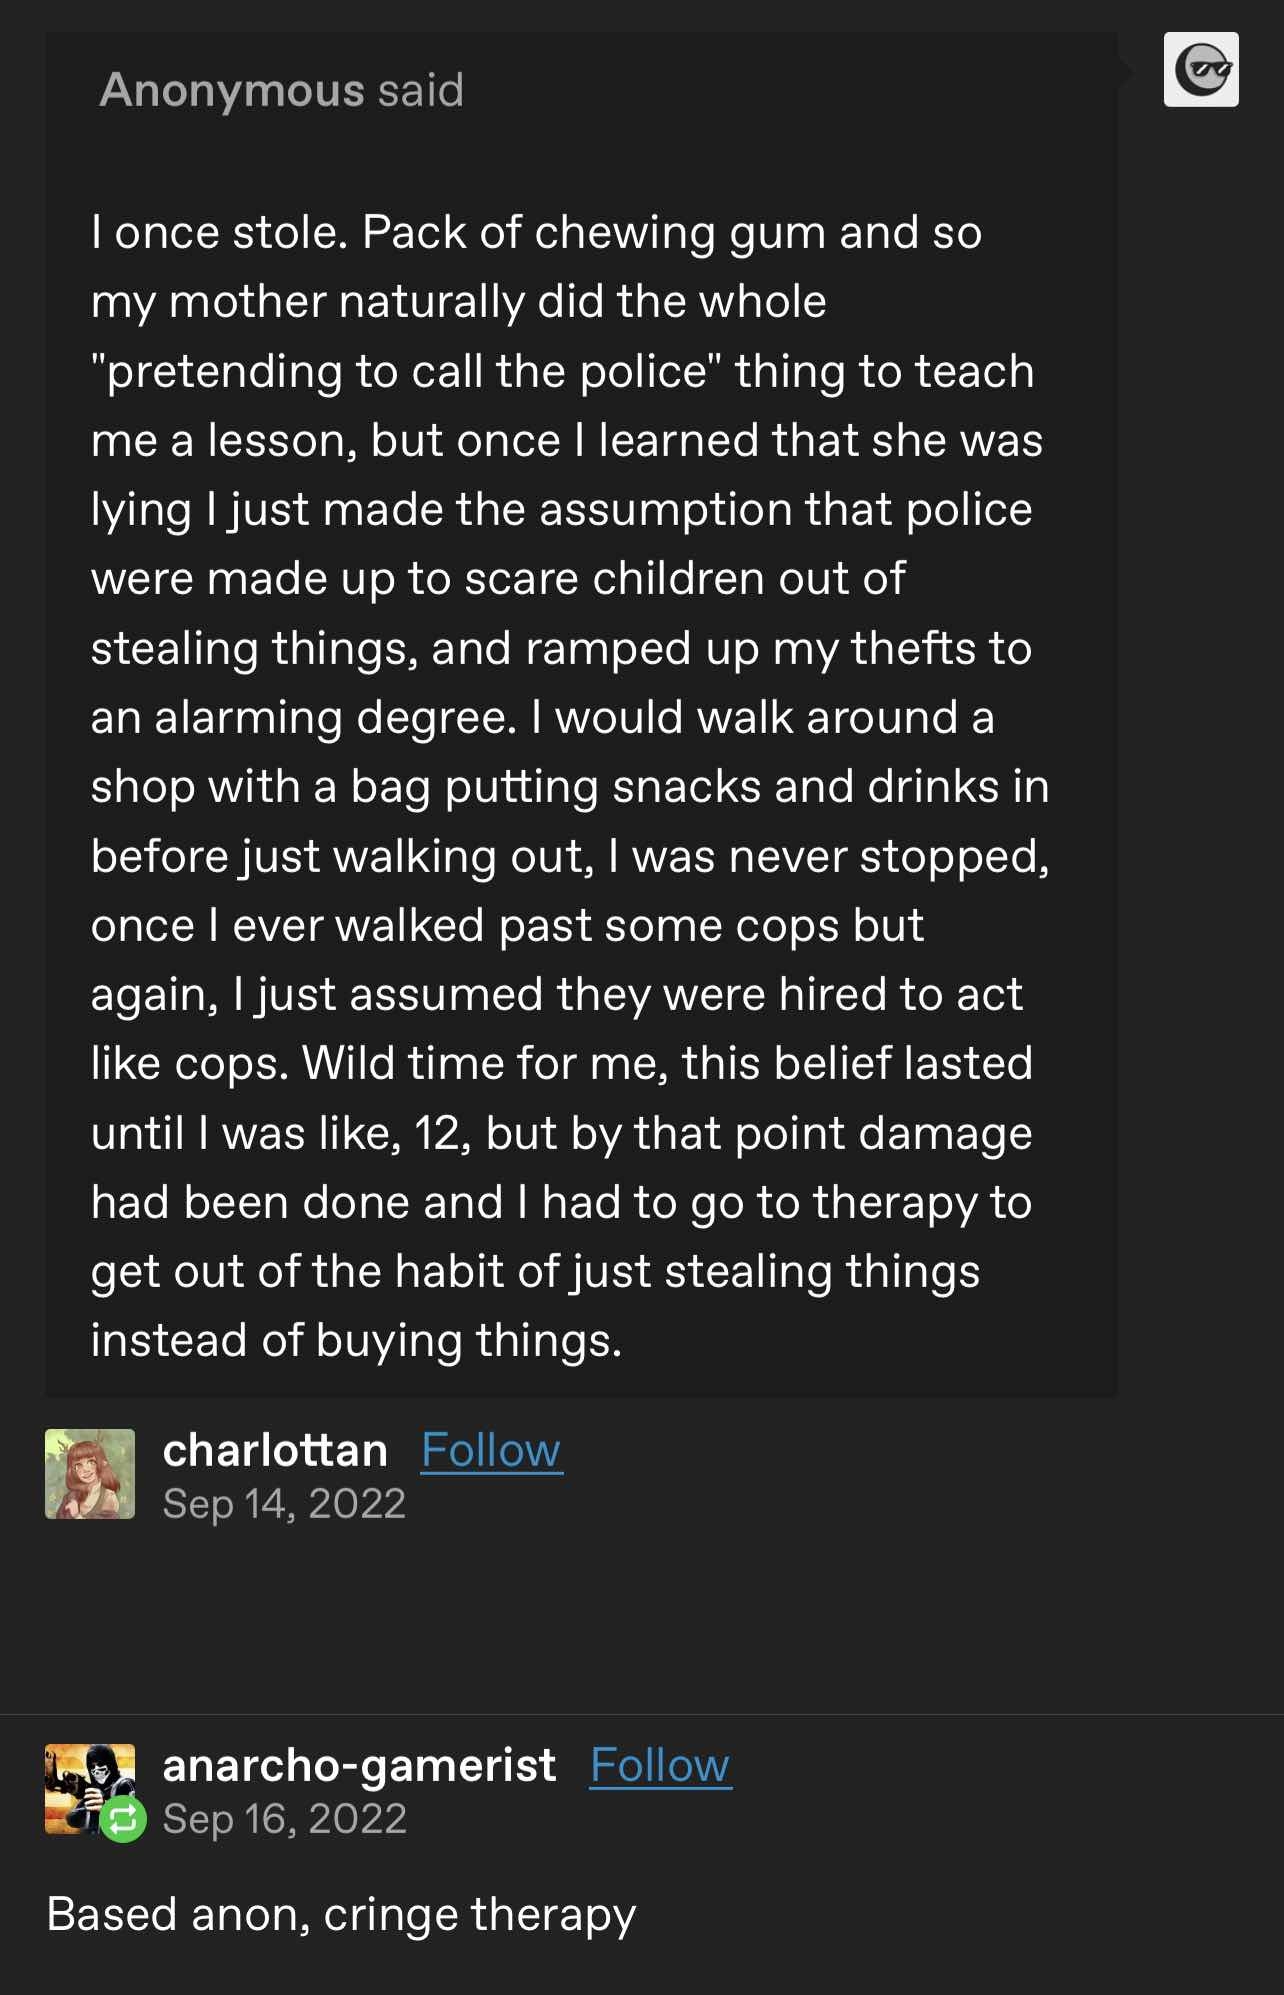 Anonymous said
I once stole. Pack of chewing gum and so
my mother naturally did the whole
"pretending to call the police" thing to teach
me a lesson, but once I learned that she was
lying I just made the assumption that police
were made up to scare children out of
stealing things, and ramped up my thefts to
an alarming degree. I would walk around a
shop with a bag putting snacks and drinks in
before just walking out, I was never stopped,
once I ever walked past some cops but
again, I just assumed they were hired to act
like cops. Wild time for me, this belief lasted
until I was like, 12, but by that point damage
had been done and I had to go to therapy to
get out of the habit of just stealing things
instead of buying things.
charlottan Follow
Sep 14, 2022
anarcho-gamerist Follow
Sep 16, 2022
Based anon, cringe therapy